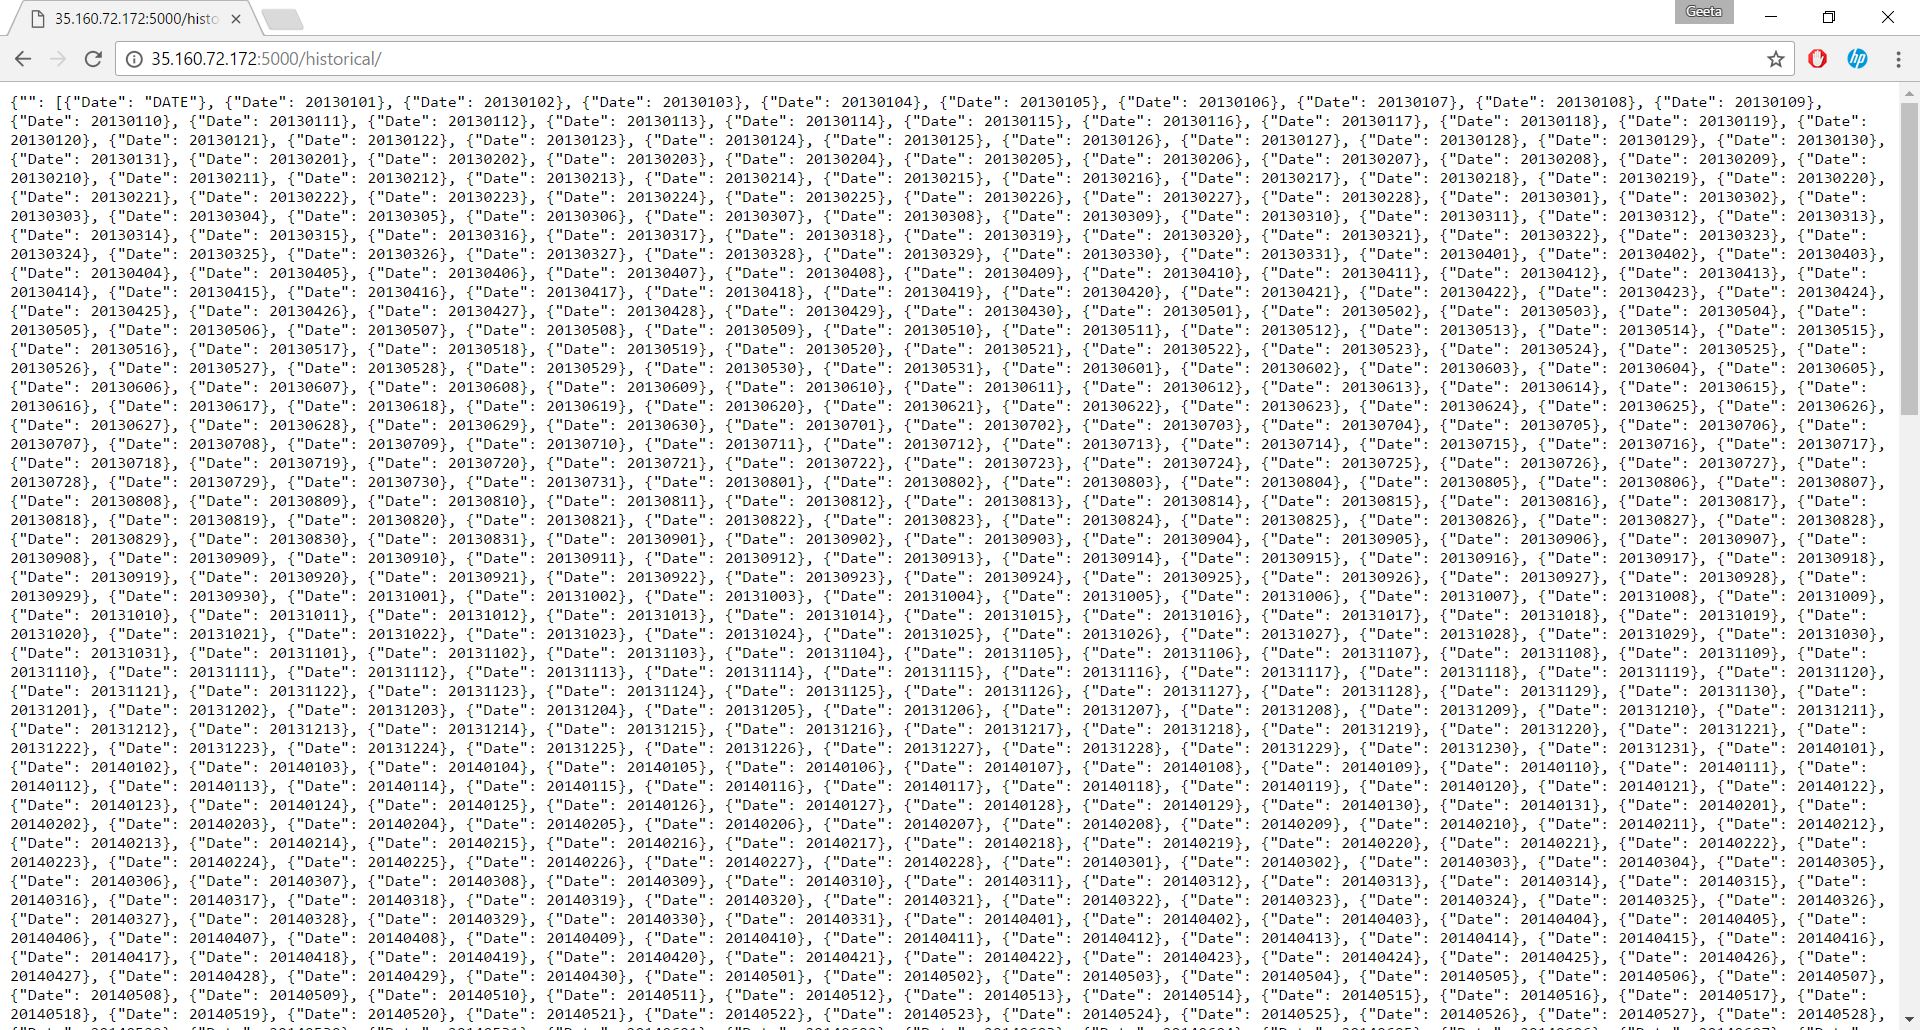 35.160.72.172:5000/histo
Geeta
35.160.72.172:5000/historical/
{"": [{"Date": "DATE"}, {"Date": 20130101}, {"Date": 20130102}, {"Date": 20130103}, {"Date": 20130104}, {"Date": 20130105}, {"Date": 20130106}, {"Date": 20130107}, {"Date": 20130108}, {"Date": 20130109},
{"Date": 20130110}, {"Date": 20130111}, {"Date": 20130112}, {"Date": 20130113}, {"Date": 20130114}, {"Date": 20130115}, {"Date": 20130116}, {"Date": 20130117}, {"Date": 20130118}, {"Date": 20130119}, {"Date":
20130120}, {"Date": 20130121}, {"Date": 20130122}, {"Date": 20130123}, {"Date": 20130124}, {"Date": 20130125}, {"Date": 20130126}, {"Date": 20130127}, {"Date": 20130128}, {"Date": 20130129}, {"Date": 20130130},
{"Date": 20130131}, {"Date": 20130201}, {"Date": 20130202}, {"Date": 20130203}, {"Date": 20130204}, {"Date": 20130205}, {"Date": 20130206}, {"Date": 20130207}, {"Date": 20130208}, {"Date": 20130209}, {"Date":
20130210}, {"Date": 20130211}, {"Date": 20130212}, {"Date": 20130213}, {"Date": 20130214}, {"Date": 20130215}, {"Date": 20130216}, {"Date": 20130217}, {"Date": 20130218}, {"Date": 20130219}, {"Date": 20130220},
{"Date": 20130221}, {"Date": 20130222}, {"Date": 20130223}, {"Date": 20130224}, {"Date": 20130225}, {"Date": 20130226}, {"Date": 20130227}, {"Date": 20130228}, {"Date": 20130301}, {"Date": 20130302}, {"Date":
20130303}, {"Date": 20130304}, {"Date": 20130305}, {"Date": 20130306}, {"Date": 20130307}, {"Date": 20130308}, {"Date": 20130309}, {"Date": 20130310}, {"Date": 20130311}, {"Date": 20130312}, {"Date": 20130313},
{"Date": 20130314}, {"Date": 20130315}, {"Date": 20130316}, {"Date": 20130317}, {"Date": 20130318}, {"Date": 20130319}, {"Date": 20130320}, {"Date": 20130321}, {"Date": 20130322}, {"Date": 20130323}, {"Date":
20130324}, {"Date": 20130325}, {"Date": 20130326}, {"Date": 20130327}, {"Date": 20130328}, {"Date": 20130329}, {"Date": 20130330}, {"Date": 20130331}, {"Date": 20130401}, {"Date": 20130402}, {"Date": 20130403},
{"Date": 20130404}, {"Date": 20130405}, {"Date": 20130406}, {"Date": 20130407}, {"Date": 20130408}, {"Date": 20130409}, {"Date": 20130410}, {"Date": 20130411}, {"Date": 20130412}, {"Date": 20130413}, {"Date":
20130414}, {"Date": 20130415}, {"Date": 20130416}, {"Date": 20130417}, {"Date": 20130418}, {"Date": 20130419}, {"Date": 20130420}, {"Date": 20130421}, {"Date": 20130422}, {"Date": 20130423}, {"Date": 20130424},
{"Date": 20130425}, {"Date": 20130426}, {"Date": 20130427}, {"Date": 20130428}, {"Date": 20130429}, {"Date": 20130430}, {"Date": 20130501}, {"Date": 20130502}, {"Date": 20130503}, {"Date": 20130504}, {"Date":
20130505}, {"Date": 20130506}, {"Date": 20130507}, {"Date": 20130508}, {"Date": 20130509}, {"Date": 20130510}, {"Date": 20130511}, {"Date": 20130512}, {"Date": 20130513}, {"Date": 20130514}, {"Date": 20130515},
{"Date": 20130516}, {"Date": 20130517}, {"Date": 20130518}, {"Date": 20130519}, {"Date": 20130520}, {"Date": 20130521}, {"Date": 20130522}, {"Date": 20130523}, {"Date": 20130524}, {"Date": 20130525}, {"Date":
20130526}, {"Date": 20130527}, {"Date": 20130528}, {"Date": 20130529}, {"Date": 20130530}, {"Date": 20130531}, {"Date": 20130601}, {"Date": 20130602}, {"Date": 20130603}, {"Date": 20130604}, {"Date": 20130605},
{"Date": 20130606}, {"Date": 20130607}, {"Date": 20130608}, {"Date": 20130609}, {"Date": 20130610}, {"Date": 20130611}, {"Date": 20130612}, {"Date": 20130613}, {"Date": 20130614}, {"Date": 20130615}, {"Date":
20130616}, {"Date": 20130617}, {"Date": 20130618}, {"Date": 20130619}, {"Date": 20130620}, {"Date": 20130621}, {"Date": 20130622}, {"Date": 20130623}, {"Date": 20130624}, {"Date": 20130625}, {"Date": 20130626},
{"Date": 20130627}, {"Date": 20130628}, {"Date": 20130629}, {"Date": 20130630}, {"Date": 20130701}, {"Date": 20130702}, {"Date": 20130703}, {"Date": 20130704}, {"Date": 20130705}, {"Date": 20130706}, {"Date":
20130707}, {"Date": 20130708}, {"Date": 20130709}, {"Date": 20130710}, {"Date": 20130711}, {"Date": 20130712}, {"Date": 20130713}, {"Date": 20130714}, {"Date": 20130715}, {"Date": 20130716}, {"Date": 20130717},
{"Date": 20130718}, {"Date": 20130719}, {"Date": 20130720}, {"Date": 20130721}, {"Date": 20130722}, {"Date": 20130723}, {"Date": 20130724}, {"Date": 20130725}, {"Date": 20130726}, {"Date": 20130727}, {"Date":
20130728}, {"Date": 20130729}, {"Date": 20130730}, {"Date": 20130731}, {"Date": 20130801}, {"Date": 20130802}, {"Date": 20130803}, {"Date": 20130804}, {"Date": 20130805}, {"Date": 20130806}, {"Date": 20130807},
{"Date": 20130808}, {"Date": 20130809}, {"Date": 20130810}, {"Date": 20130811}, {"Date": 20130812}, {"Date": 20130813}, {"Date": 20130814}, {"Date": 20130815}, {"Date": 20130816}, {"Date": 20130817}, {"Date":
20130818}, {"Date": 20130819}, {"Date": 20130820}, {"Date": 20130821}, {"Date": 20130822}, {"Date": 20130823}, {"Date": 20130824}, {"Date": 20130825}, {"Date": 20130826}, {"Date": 20130827}, {"Date": 20130828},
{"Date": 20130829}, {"Date": 20130830}, {"Date": 20130831}, {"Date": 20130901}, {"Date": 20130902}, {"Date": 20130903}, {"Date": 20130904}, {"Date": 20130905}, {"Date": 20130906}, {"Date": 20130907}, {"Date":
20130908}, {"Date": 20130909}, {"Date": 20130910}, {"Date": 20130911}, {"Date": 20130912}, {"Date": 20130913}, {"Date": 20130914}, {"Date": 20130915}, {"Date": 20130916}, {"Date": 20130917}, {"Date": 20130918},
{"Date": 20130919}, {"Date": 20130920}, {"Date": 20130921}, {"Date": 20130922}, {"Date": 20130923}, {"Date": 20130924}, {"Date": 20130925}, {"Date": 20130926}, {"Date": 20130927}, {"Date": 20130928}, {"Date":
20130929}, {"Date": 20130930}, {"Date": 20131001}, {"Date": 20131002}, {"Date": 20131003}, {"Date": 20131004}, {"Date": 20131005}, {"Date": 20131006}, {"Date": 20131007}, {"Date": 20131008}, {"Date": 20131009},
{"Date": 20131010}, {"Date": 20131011}, {"Date": 20131012}, {"Date": 20131013}, {"Date": 20131014}, {"Date": 20131015}, {"Date": 20131016}, {"Date": 20131017}, {"Date": 20131018}, {"Date": 20131019}, {"Date":
20131020}, {"Date": 20131021}, {"Date": 20131022}, {"Date": 20131023}, {"Date": 20131024}, {"Date": 20131025}, {"Date": 20131026}, {"Date": 20131027}, {"Date": 20131028}, {"Date": 20131029}, {"Date": 20131030},
{"Date": 20131031}, {"Date": 20131101}, {"Date": 20131102}, {"Date": 20131103}, {"Date": 20131104}, {"Date": 20131105}, {"Date": 20131106}, {"Date": 20131107}, {"Date": 20131108}, {"Date": 20131109}, {"Date":
20131110}, {"Date": 20131111}, {"Date": 20131112}, {"Date": 20131113}, {"Date": 20131114}, {"Date": 20131115}, {"Date": 20131116}, {"Date": 20131117}, {"Date": 20131118}, {"Date": 20131119}, {"Date": 20131120},
{"Date": 20131121}, {"Date": 20131122}, {"Date": 20131123}, {"Date": 20131124}, {"Date": 20131125}, {"Date": 20131126}, {"Date": 20131127}, {"Date": 20131128}, {"Date": 20131129}, {"Date": 20131130}, {"Date":
20131201}, {"Date": 20131202}, {"Date": 20131203}, {"Date": 20131204}, {"Date": 20131205}, {"Date": 20131206}, {"Date": 20131207}, {"Date": 20131208}, {"Date": 20131209}, {"Date": 20131210}, {"Date": 20131211},
{"Date": 20131212}, {"Date": 20131213}, {"Date": 20131214}, {"Date": 20131215}, {"Date": 20131216}, {"Date": 20131217}, {"Date": 20131218}, {"Date": 20131219}, {"Date": 20131220}, {"Date": 20131221}, {"Date":
20131222}, {"Date": 20131223}, {"Date": 20131224}, {"Date": 20131225}, {"Date": 20131226}, {"Date": 20131227}, {"Date": 20131228}, {"Date": 20131229}, {"Date": 20131230}, {"Date": 20131231}, {"Date": 20140101},
{"Date": 20140102}, {"Date": 20140103}, {"Date": 20140104}, {"Date": 20140105}, {"Date": 20140106}, {"Date": 20140107}, {"Date": 20140108}, {"Date": 20140109}, {"Date": 20140110}, {"Date": 20140111}, {"Date":
20140112}, {"Date": 20140113}, {"Date": 20140114}, {"Date": 20140115}, {"Date": 20140116}, {"Date": 20140117}, {"Date": 20140118}, {"Date": 20140119}, {"Date": 20140120}, {"Date": 20140121}, {"Date": 20140122},
{"Date": 20140123}, {"Date": 20140124}, {"Date": 20140125}, {"Date": 20140126}, {"Date": 20140127}, {"Date": 20140128}, {"Date": 20140129}, {"Date": 20140130}, {"Date": 20140131}, {"Date": 20140201}, {"Date":
20140202}, {"Date": 20140203}, {"Date": 20140204}, {"Date": 20140205}, {"Date": 20140206}, {"Date": 20140207}, {"Date": 20140208}, {"Date": 20140209}, {"Date": 20140210}, {"Date": 20140211}, {"Date": 20140212},
{"Date": 20140213}, {"Date": 20140214}, {"Date": 20140215}, {"Date": 20140216}, {"Date": 20140217}, {"Date": 20140218}, {"Date": 20140219}, {"Date": 20140220}, {"Date": 20140221}, {"Date": 20140222}, {"Date":
20140223}, {"Date": 20140224}, {"Date": 20140225}, {"Date": 20140226}, {"Date": 20140227}, {"Date": 20140228}, {"Date": 20140301}, {"Date": 20140302}, {"Date": 20140303}, {"Date": 20140304}, {"Date": 20140305},
{"Date": 20140306}, {"Date": 20140307}, {"Date": 20140308}, {"Date": 20140309}, {"Date": 20140310}, {"Date": 20140311}, {"Date": 20140312}, {"Date": 20140313}, {"Date": 20140314}, {"Date": 20140315}, {"Date":
20140316}, {"Date": 20140317}, {"Date": 20140318}, {"Date": 20140319}, {"Date": 20140320}, {"Date": 20140321}, {"Date": 20140322}, {"Date": 20140323}, {"Date": 20140324}, {"Date": 20140325}, {"Date": 20140326},
{"Date": 20140327}, {"Date": 20140328}, {"Date": 20140329}, {"Date": 20140330}, {"Date": 20140331}, {"Date": 20140401}, {"Date": 20140402}, {"Date": 20140403}, {"Date": 20140404}, {"Date": 20140405}, {"Date":
20140406}, {"Date": 20140407}, {"Date": 20140408}, {"Date": 20140409}, {"Date": 20140410}, {"Date": 20140411}, {"Date": 20140412}, {"Date": 20140413}, {"Date": 20140414}, {"Date": 20140415}, {"Date": 20140416},
{"Date": 20140417}, {"Date": 20140418}, {"Date": 20140419}, {"Date": 20140420}, {"Date": 20140421}, {"Date": 20140422}, {"Date": 20140423}, {"Date": 20140424}, {"Date": 20140425}, {"Date": 20140426}, {"Date":
20140427}, {"Date": 20140428}, {"Date": 20140429}, {"Date": 20140430}, {"Date": 20140501}, {"Date": 20140502}, {"Date": 20140503}, {"Date": 20140504}, {"Date": 20140505}, {"Date": 20140506}, {"Date": 20140507},
{"Date": 20140508}, {"Date": 20140509}, {"Date": 20140510}, {"Date": 20140511}, {"Date": 20140512}, {"Date": 20140513}, {"Date": 20140514}, {"Date": 20140515}, {"Date": 20140516}, {"Date": 20140517}, {"Date":
20140518}, {"Date": 20140519}, {"Date": 20140520}, {"Date": 20140521}, {"Date": 20140522}, {"Date": 20140523}, {"Date": 20140524}, {"Date": 20140525}, {"Date": 20140526}, {"Date": 20140527}, {"Date": 20140528},